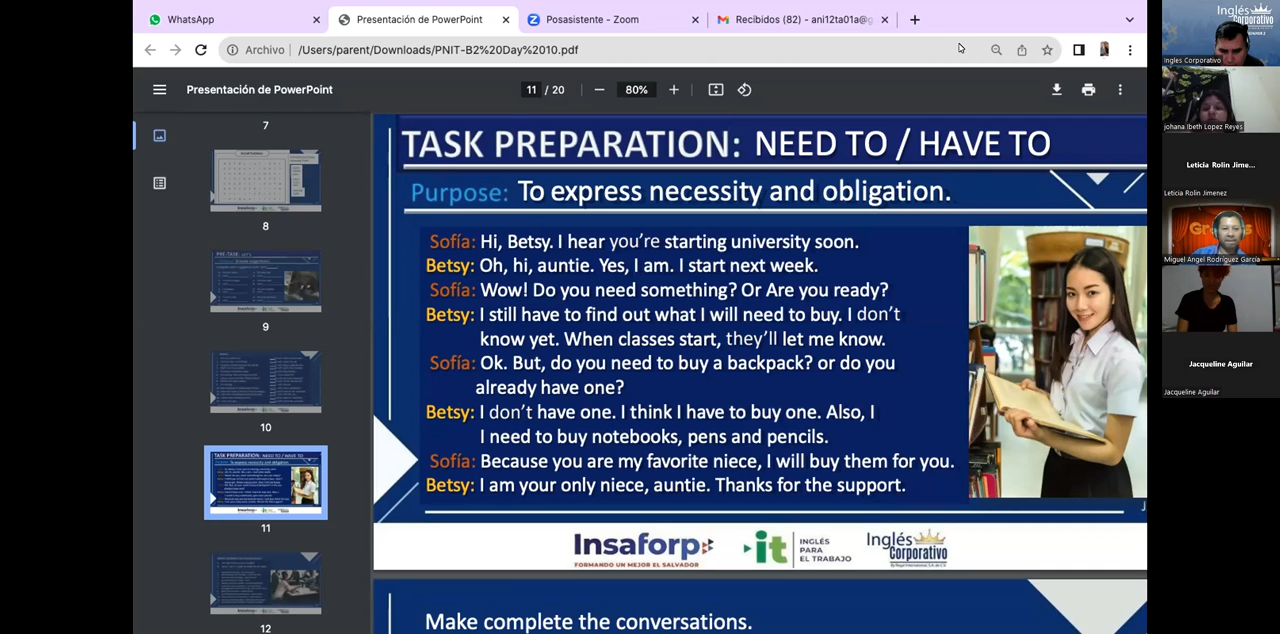 WhatsApp
Presentación de PowerPoint
Posasistente - Zoom
Recibidos (82) - ani12ta01a@g
Archivo /Users/parent/Downloads/PNIT-B2%20Day%2010.pdf
Presentación de PowerPoint
11 / 20
80%
7
8
9
10
11
12
TASK PREPARATION: NEED TO / HAVE TO
Purpose: To express necessity and obligation.
Sofía: Hi, Betsy. I hear you're starting university soon.
Betsy: Oh, hi, auntie. Yes, I am. I start next week.
Sofía: Wow! Do you need something? Or Are you ready?
Betsy: I still have to find out what I will need to buy. I don't
know yet. When classes start, they'll let me know.
Sofía: Ok. But, do you need to buy a backpack? or do you
already have one?
Betsy: I don't have one. I think I have to buy one. Also, I
I need to buy notebooks, pens and pencils.
Sofía: Because you are my favorite niece, I will buy them for you
Betsy: I am your only niece, auntie. Thanks for the support.
Insaforp
FORMANDO UN MEJOR EL SALVADOR
it
INGLÉS
PARA
EL TRABAJO
Inglés
Corporativo
Make complete the conversations.
Inglés
Corporativo
Ingles Corporativo
johana Ibeth Lopez Reyes
Leticia Rolin Jime...
Leticia Rolin Jimenez
Miguel Angel Rodriguez Garcia
Jacqueline Aguilar
Jacqueline Aguilar